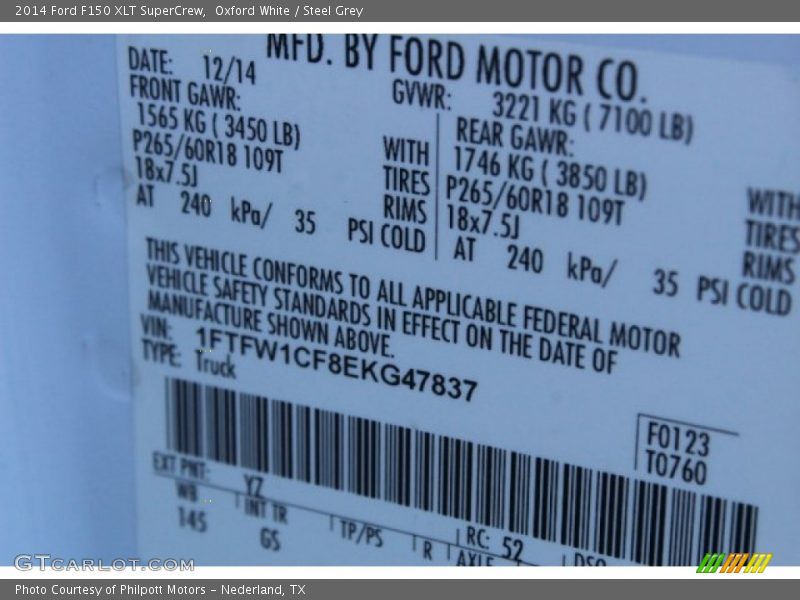 2014 Ford F150 XLT SuperCrew, Oxford White / Steel Grey
MFD. BY FORD MOTOR CO.
DATE: 12/14
GVWR: 3221 KG ( 7100 LB)
FRONT GAWR:
REAR GAWR:
1565 KG ( 3450 LB) WITH
1746 KG ( 3850 LB) WITH
P265/60R18 109T TIRES
P265/60R18 109T TIRES
18x7.5J RIMS
18x7.5J RIMS
AT 240 kPa/ 35 PSI COLD
AT 240 kPa/ 35 PSI COLD
THIS VEHICLE CONFORMS TO ALL APPLICABLE FEDERAL MOTOR
VEHICLE SAFETY STANDARDS IN EFFECT ON THE DATE OF
MANUFACTURE SHOWN ABOVE.
VIN: 1FTFW1CF8EKG47837
TYPE: Truck
F0123
T0760
EXT PNT: YZ
RC: 52
WB INT TR TP/PS R AXLE DSO
145 GS
GTcarlot.com
Photo Courtesy of Philpott Motors - Nederland, TX